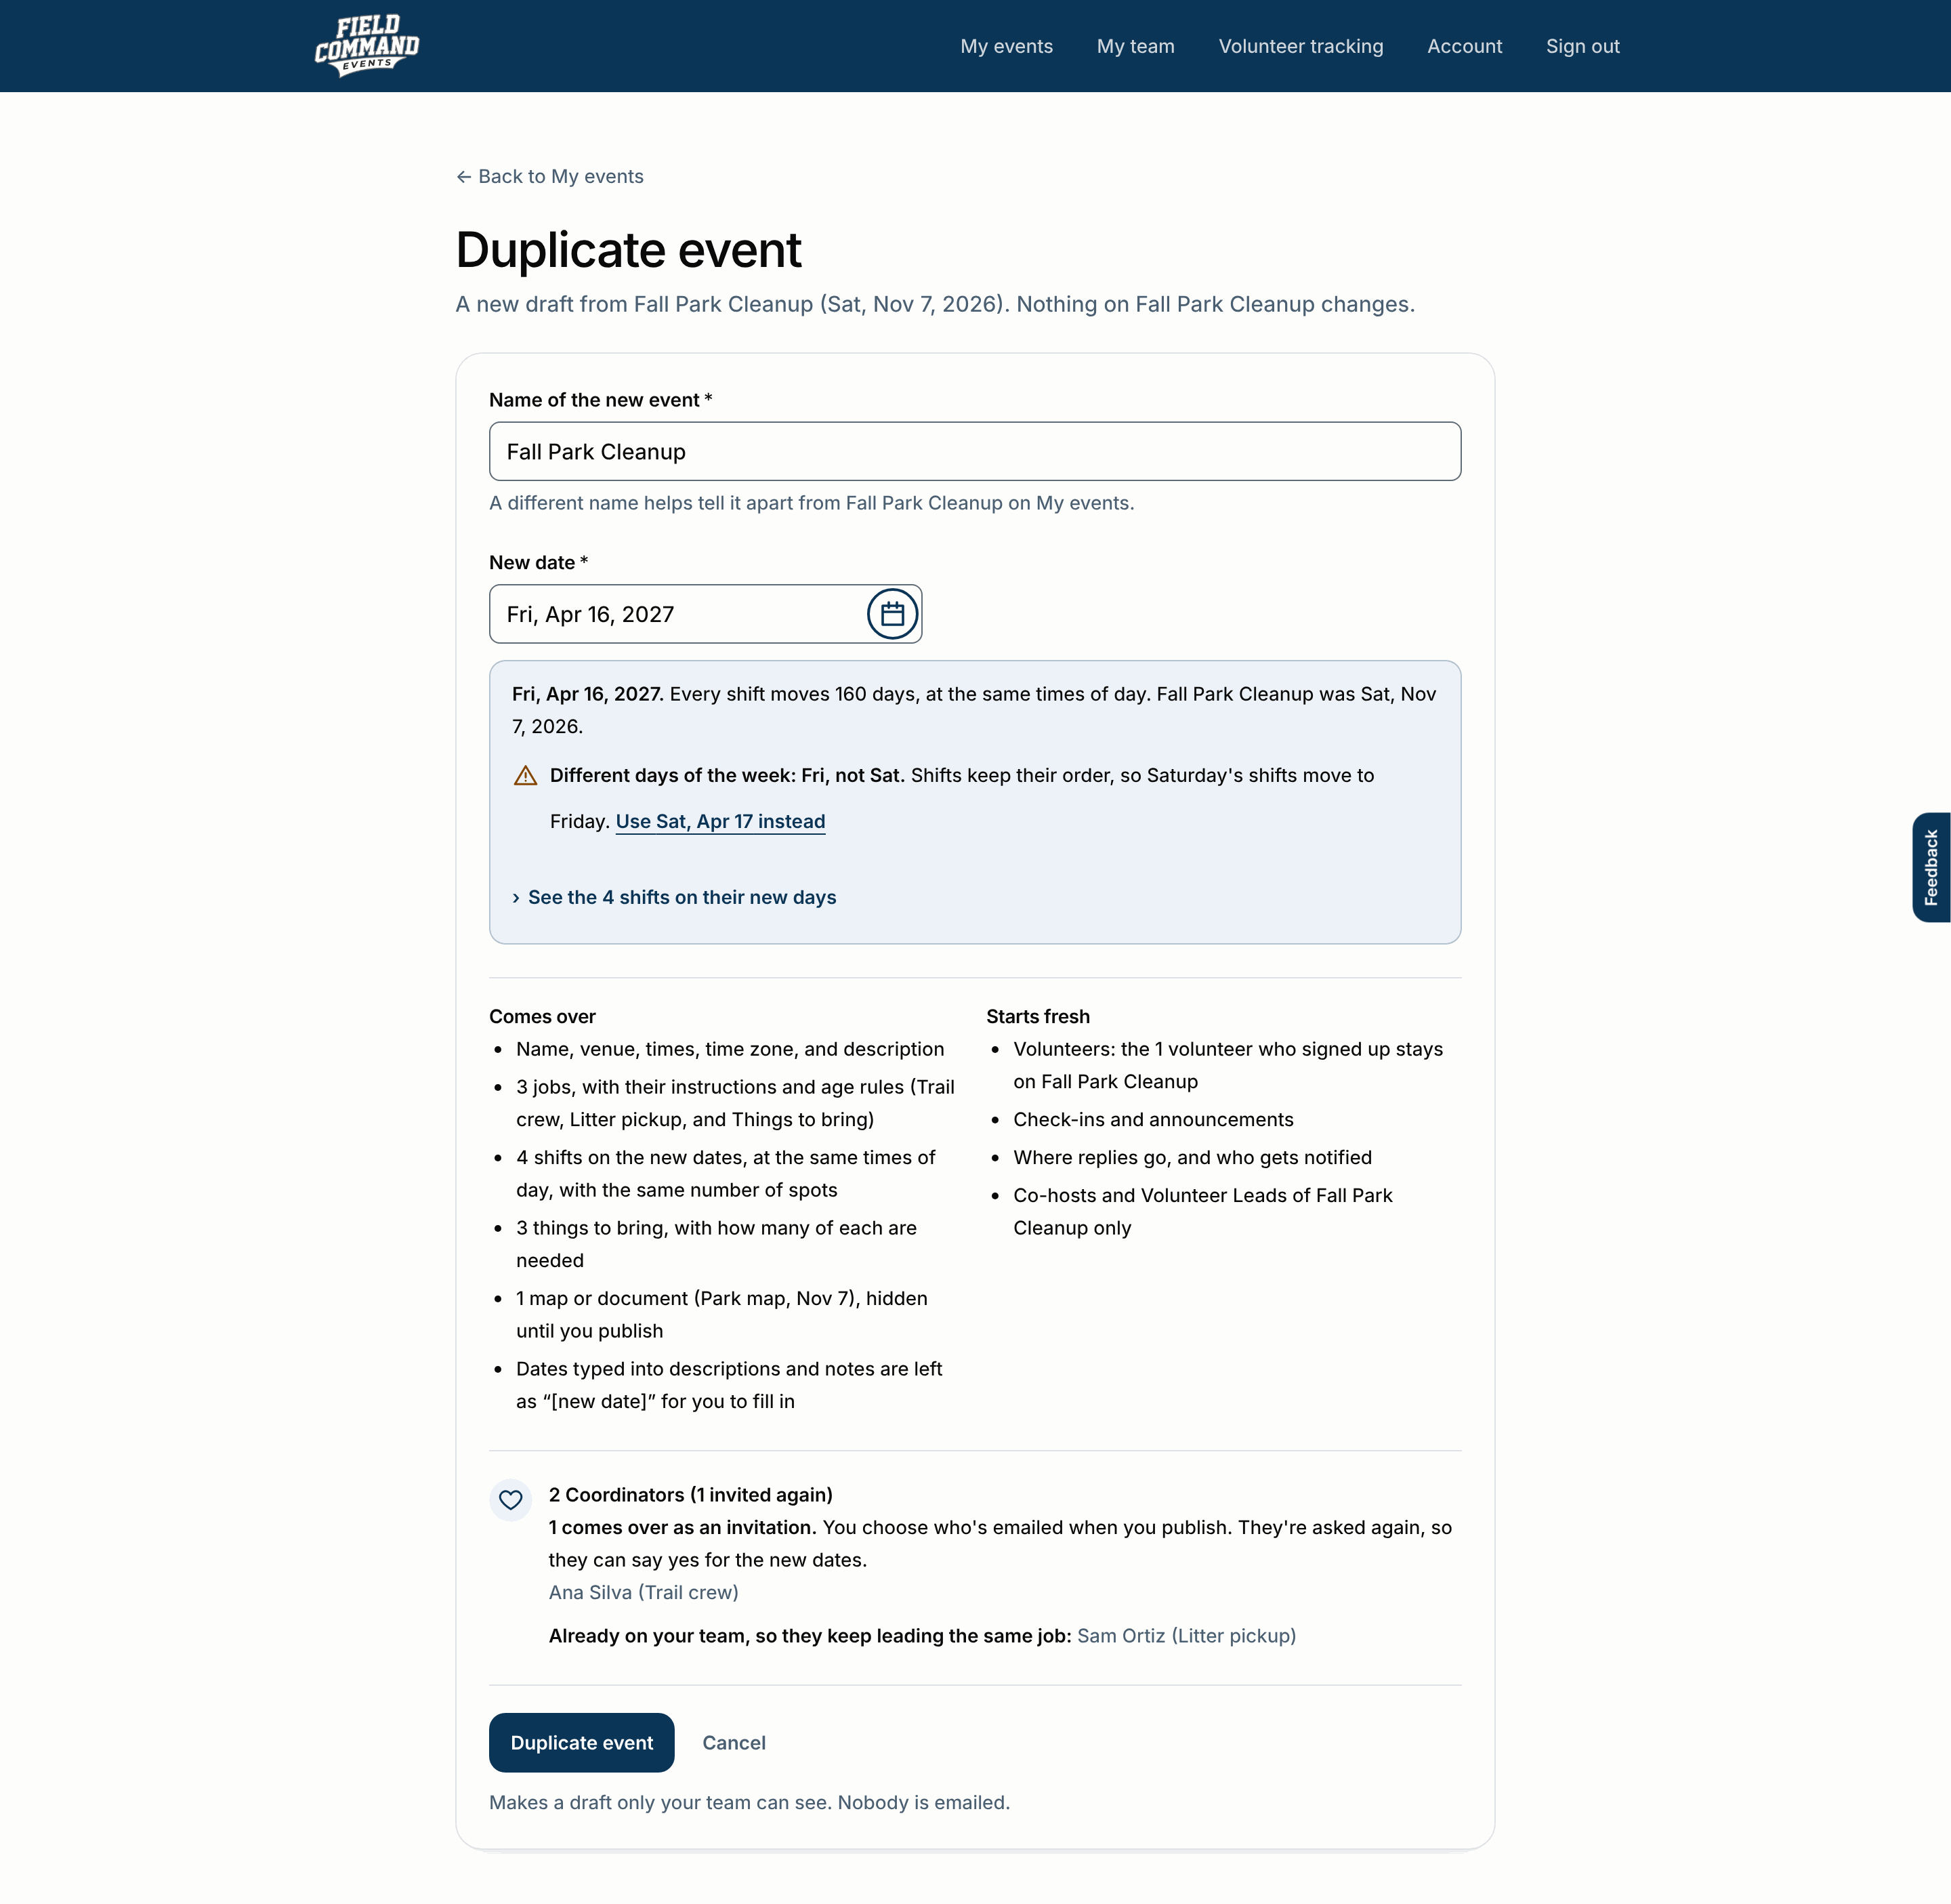 FIELD
COMMAND
EVENTS
My events
My team
Volunteer tracking
Account
Sign out
← Back to My events
Duplicate event
A new draft from Fall Park Cleanup (Sat, Nov 7, 2026). Nothing on Fall Park Cleanup changes.
Name of the new event *
Fall Park Cleanup
A different name helps tell it apart from Fall Park Cleanup on My events.
New date *
Fri, Apr 16, 2027
Fri, Apr 16, 2027. Every shift moves 160 days, at the same times of day. Fall Park Cleanup was Sat, Nov
7, 2026.
Different days of the week: Fri, not Sat. Shifts keep their order, so Saturday's shifts move to
Friday. Use Sat, Apr 17 instead
› See the 4 shifts on their new days
Comes over
• Name, venue, times, time zone, and description
• 3 jobs, with their instructions and age rules (Trail
crew, Litter pickup, and Things to bring)
• 4 shifts on the new dates, at the same times of
day, with the same number of spots
• 3 things to bring, with how many of each are
needed
• 1 map or document (Park map, Nov 7), hidden
until you publish
• Dates typed into descriptions and notes are left
as “[new date]” for you to fill in
Starts fresh
• Volunteers: the 1 volunteer who signed up stays
on Fall Park Cleanup
• Check-ins and announcements
• Where replies go, and who gets notified
• Co-hosts and Volunteer Leads of Fall Park
Cleanup only
2 Coordinators (1 invited again)
1 comes over as an invitation. You choose who's emailed when you publish. They're asked again, so
they can say yes for the new dates.
Ana Silva (Trail crew)
Already on your team, so they keep leading the same job: Sam Ortiz (Litter pickup)
Duplicate event
Cancel
Makes a draft only your team can see. Nobody is emailed.
Feedback